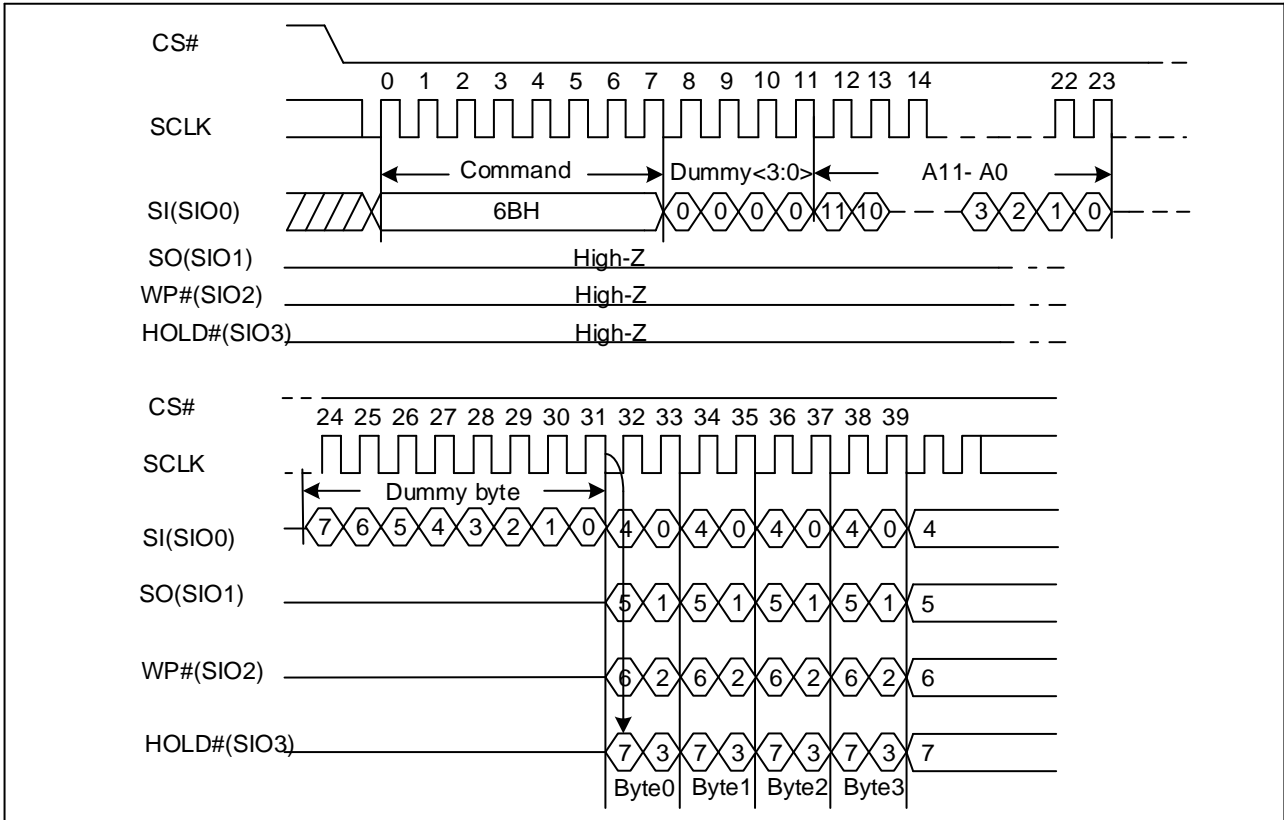 CS#
0 1 2 3 4 5 6 7 8 9 10 11 12 13 14 22 23
SCLK
Command Dummy<3:0> A11- A0
SI(SIO0) 6BH 0 0 0 0 11 10 3 2 1 0
SO(SIO1) High-Z
WP#(SIO2) High-Z
HOLD#(SIO3) High-Z
CS#
24 25 26 27 28 29 30 31 32 33 34 35 36 37 38 39
SCLK
Dummy byte
SI(SIO0) 7 6 5 4 3 2 1 0 4 0 4 0 4 0 4 0 4
SO(SIO1) 5 1 5 1 5 1 5 1 5
WP#(SIO2) 6 2 6 2 6 2 6 2 6
HOLD#(SIO3) 7 3 7 3 7 3 7 3 7
Byte0 Byte1 Byte2 Byte3